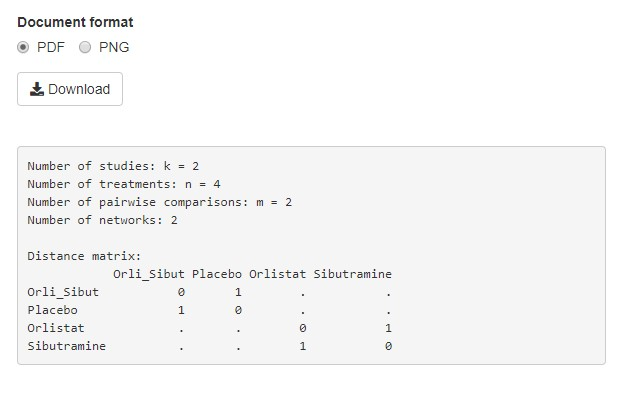 Document format
PDF PNG
Download
Number of studies: k = 2
Number of treatments: n = 4
Number of pairwise comparisons: m = 2
Number of networks: 2
Distance matrix:
Orli_Sibut Placebo Orlistat Sibutramine
Orli_Sibut 0 1 . .
Placebo 1 0 . .
Orlistat . . 0 1
Sibutramine . . 1 0